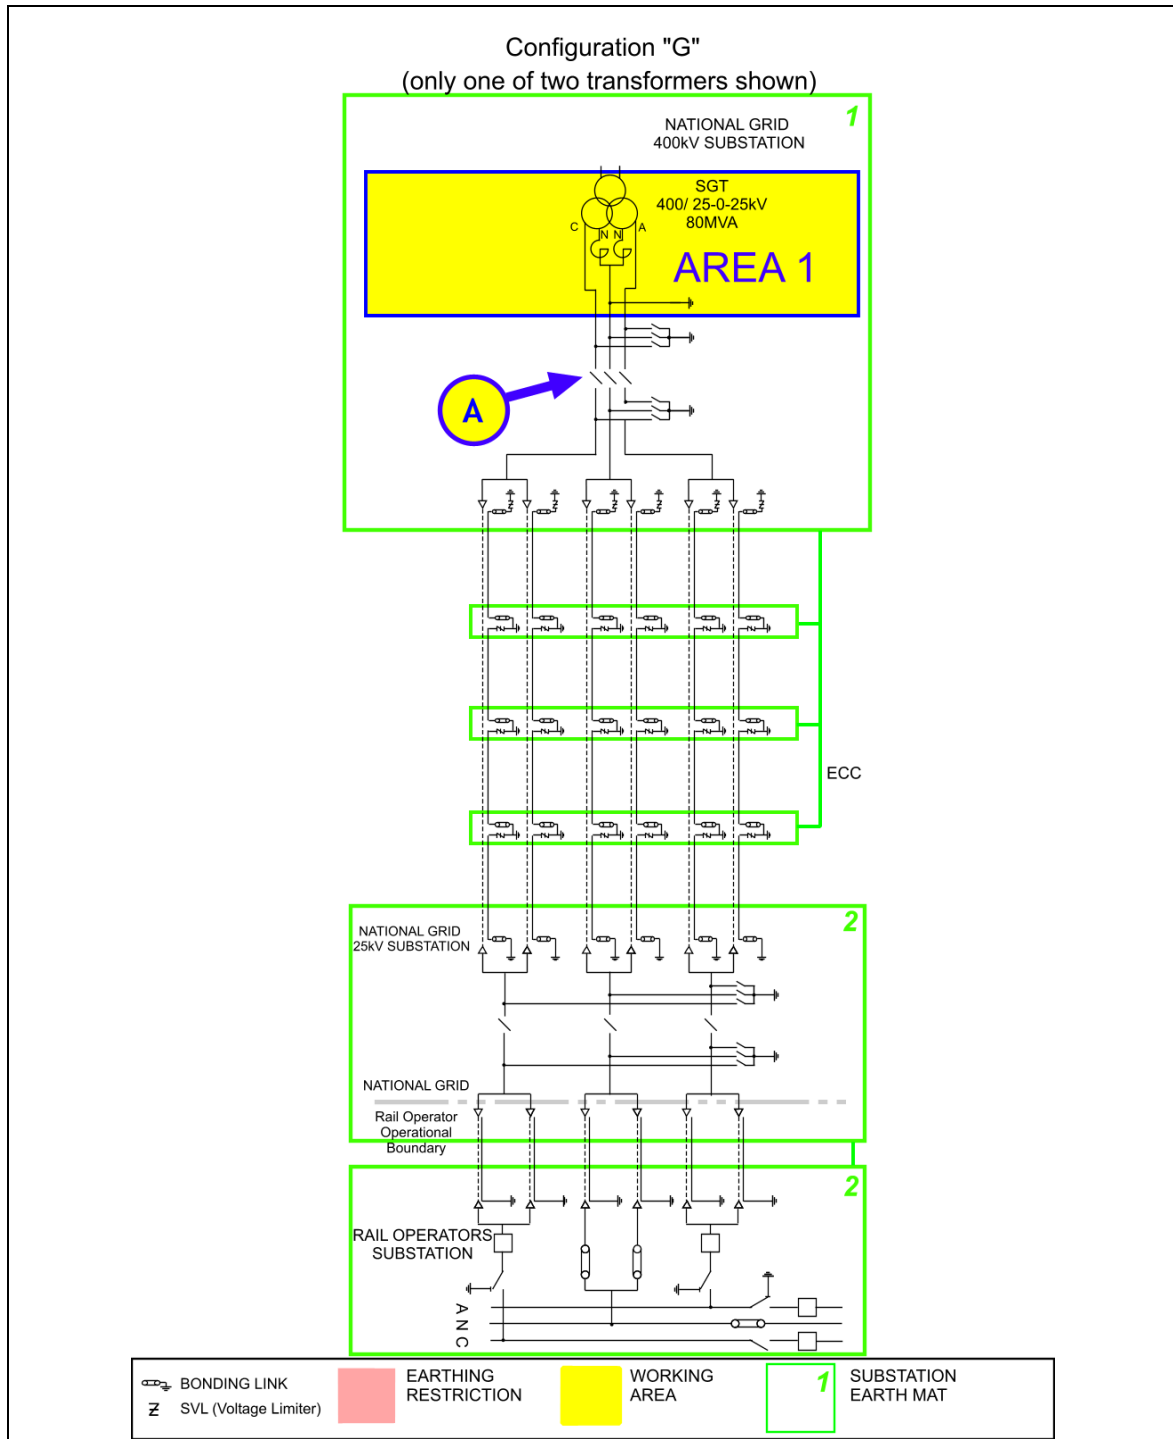 Configuration "G"
(only one of two transformers shown)
1
NATIONAL GRID
400kV SUBSTATION
SGT
400/ 25-0-25kV
80MVA
C
N N
A
AREA 1
A
ECC
2
NATIONAL GRID
25kV SUBSTATION
NATIONAL GRID
Rail Operator
Operational
Boundary
2
RAIL OPERATORS
SUBSTATION
A
N
C
BONDING LINK
SVL (Voltage Limiter)
EARTHING
RESTRICTION
WORKING
AREA
1
SUBSTATION
EARTH MAT